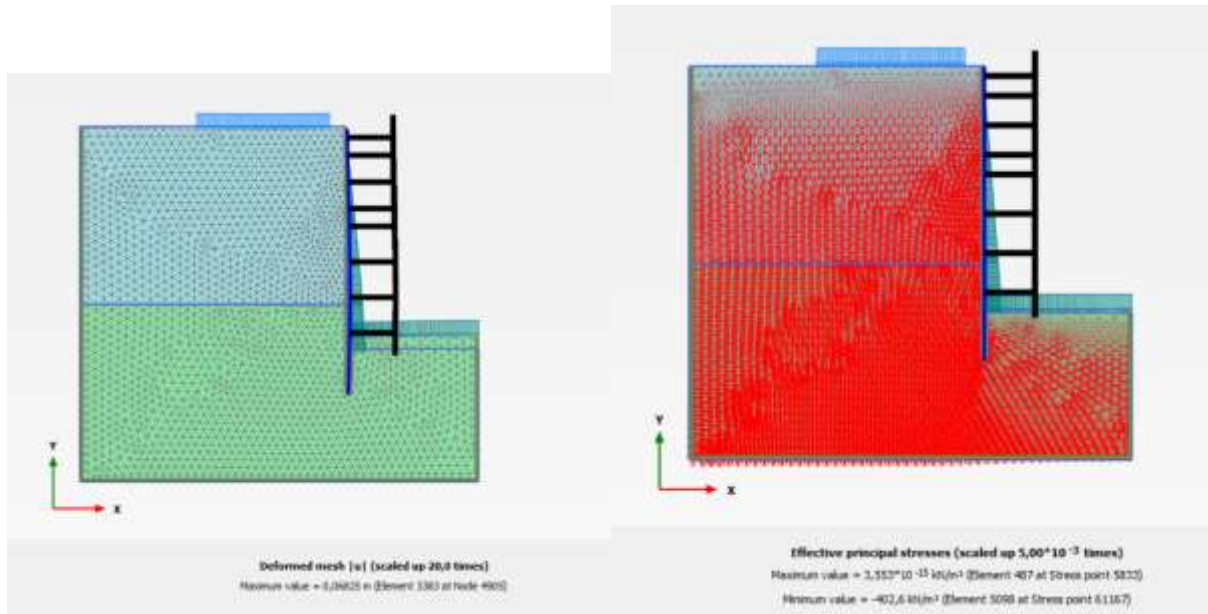 Y
X
Deformed mesh |u| (scaled up 20,0 times)
Maximum value = 0,06825 m (Element 3383 at Node 4905)
Y
X
Effective principal stresses (scaled up 5,00*10 -3 times)
Maximum value = 3,553*10 -15 kN/m² (Element 487 at Stress point 5833)
Minimum value = -402,6 kN/m² (Element 5098 at Stress point 61167)